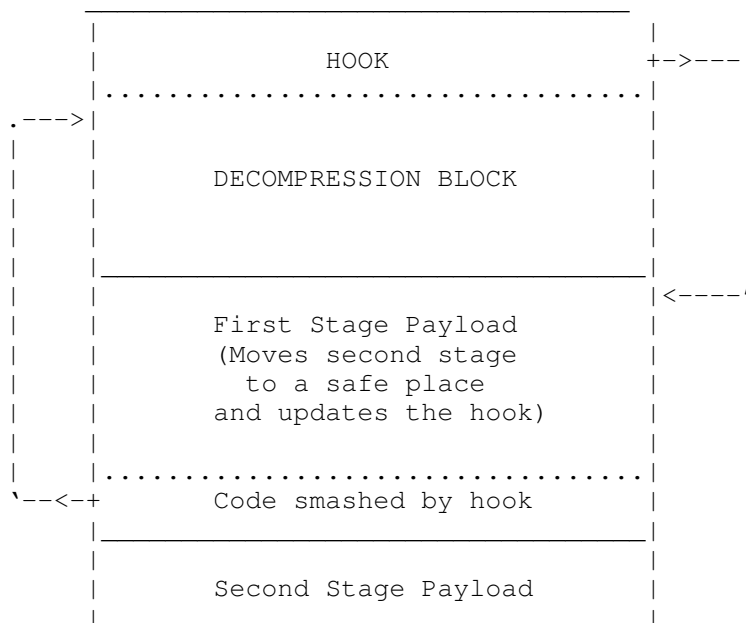 HOOK
DECOMPRESSION BLOCK
First Stage Payload
(Moves second stage
to a safe place
and updates the hook)
Code smashed by hook
Second Stage Payload